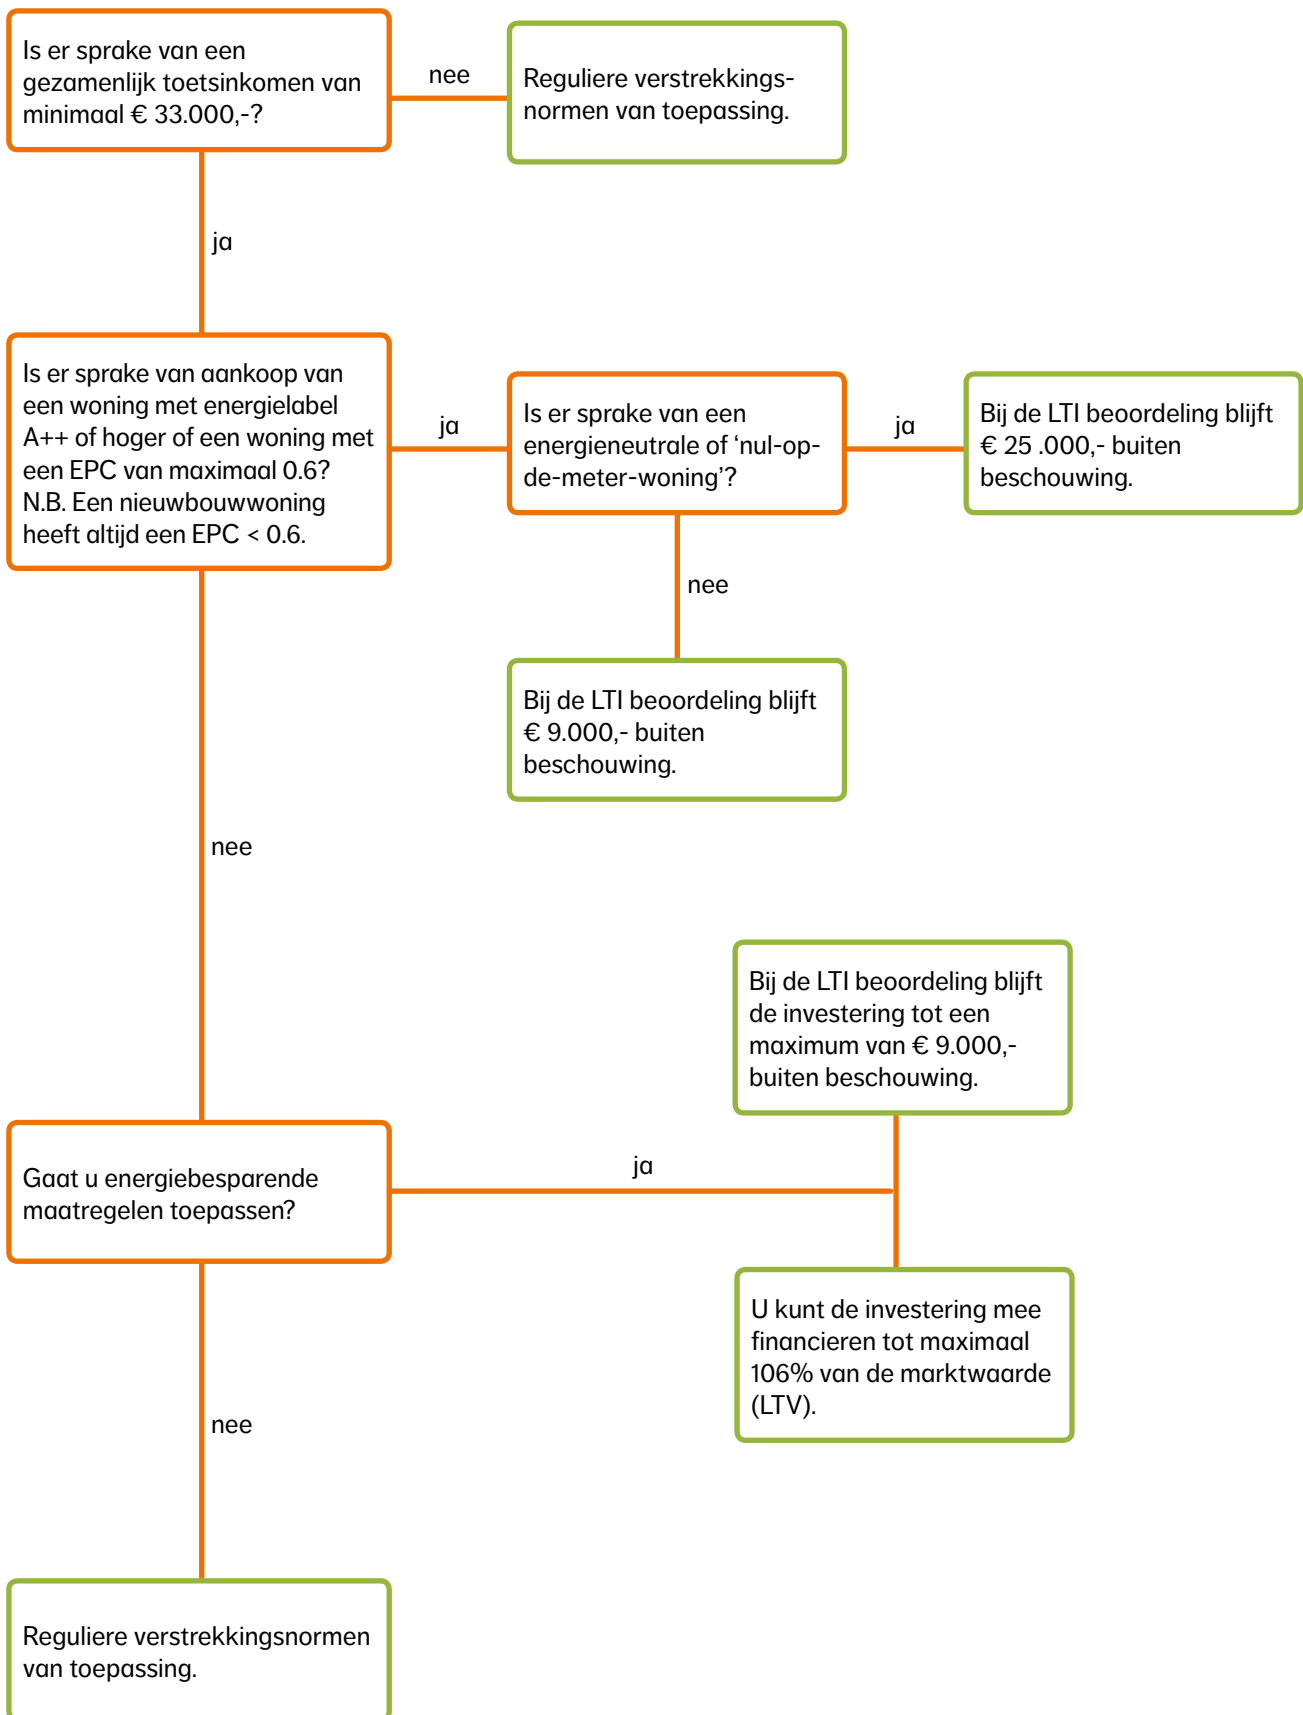 Is er sprake van een
gezamenlijk toetsinkomen van
minimaal € 33.000,-?
nee
Reguliere verstrekkings-
normen van toepassing.
ja
Is er sprake van aankoop van
een woning met energielabel
A++ of hoger of een woning met
een EPC van maximaal 0.6?
N.B. Een nieuwbouwwoning
heeft altijd een EPC < 0.6.
ja
Is er sprake van een
energieneutrale of ‘nul-op-
de-meter-woning’?
ja
Bij de LTI beoordeling blijft
€ 25 .000,- buiten
beschouwing.
nee
Bij de LTI beoordeling blijft
€ 9.000,- buiten
beschouwing.
nee
Bij de LTI beoordeling blijft
de investering tot een
maximum van € 9.000,-
buiten beschouwing.
Gaat u energiebesparende
maatregelen toepassen?
ja
U kunt de investering mee
financieren tot maximaal
106% van de marktwaarde
(LTV).
nee
Reguliere verstrekkingsnormen
van toepassing.